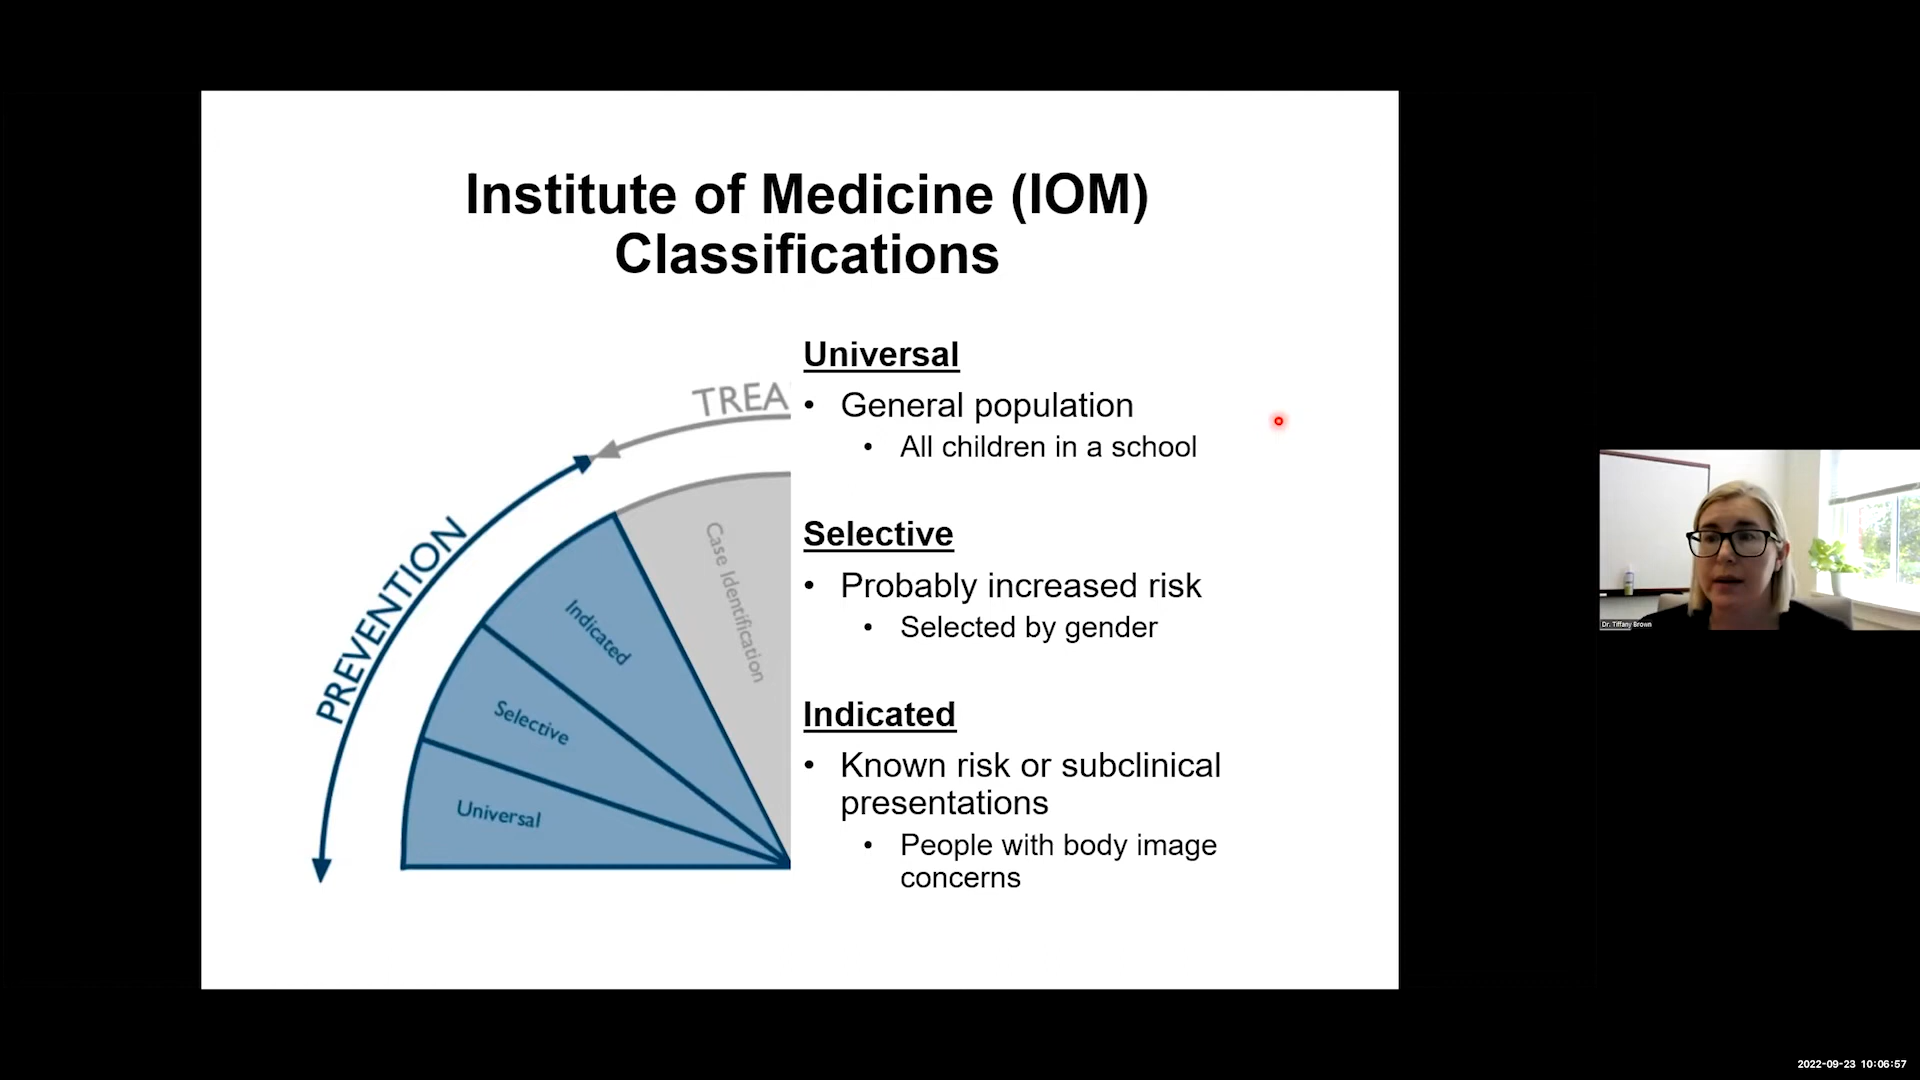 Institute of Medicine (IOM)
Classifications
TREA
PREVENTION
Case Identification
Indicated
Selective
Universal
Universal
• General population
• All children in a school
Selective
• Probably increased risk
• Selected by gender
Indicated
• Known risk or subclinical
presentations
• People with body image
concerns
Dr. Tiffany Brown
2022-09-23 10:06:57